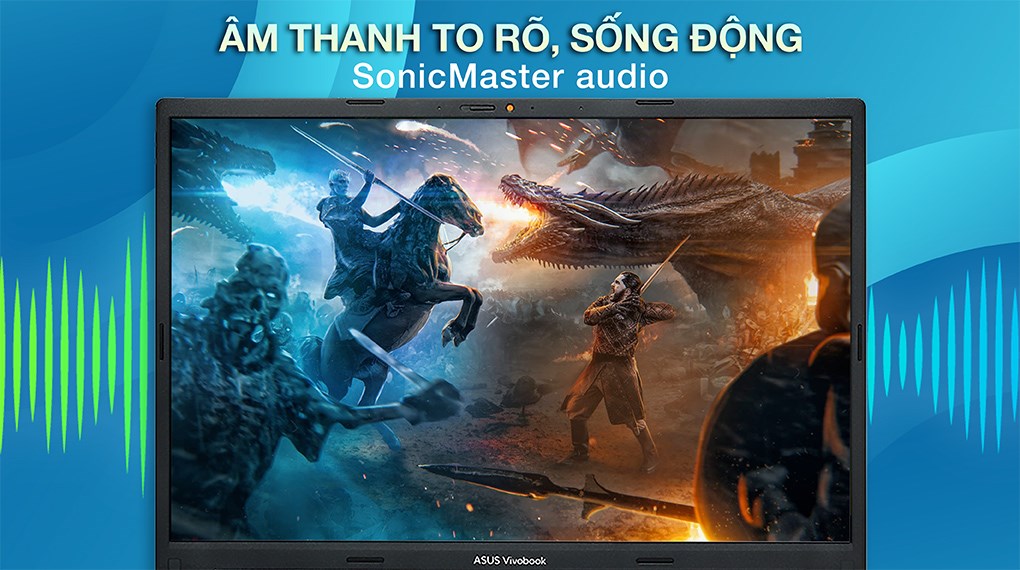 ÂM THANH TO RÕ, SỐNG ĐỘNG
SonicMaster audio
ASUS Vivobook